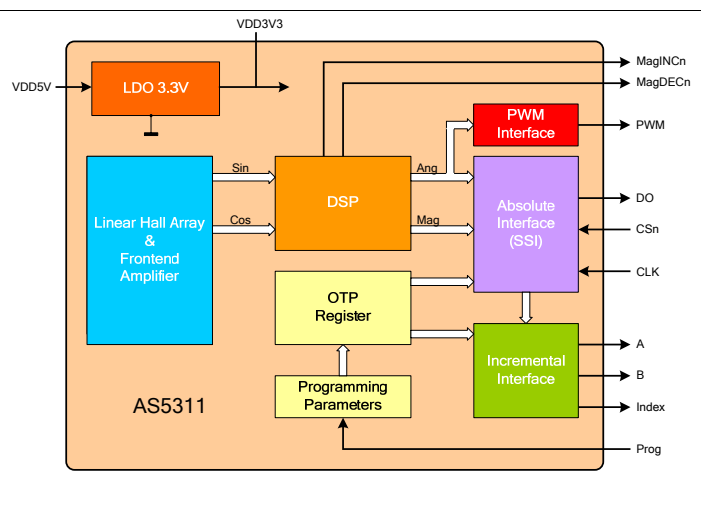 VDD3V3
VDD5V
LDO 3.3V
MagINCn
MagDECn
PWM
Interface
PWM
Sin
Cos
DSP
Ang
Mag
Linear Hall Array
&
Frontend
Amplifier
Absolute
Interface
(SSI)
DO
CSn
CLK
OTP
Register
Incremental
Interface
A
B
Index
Programming
Parameters
AS5311
Prog